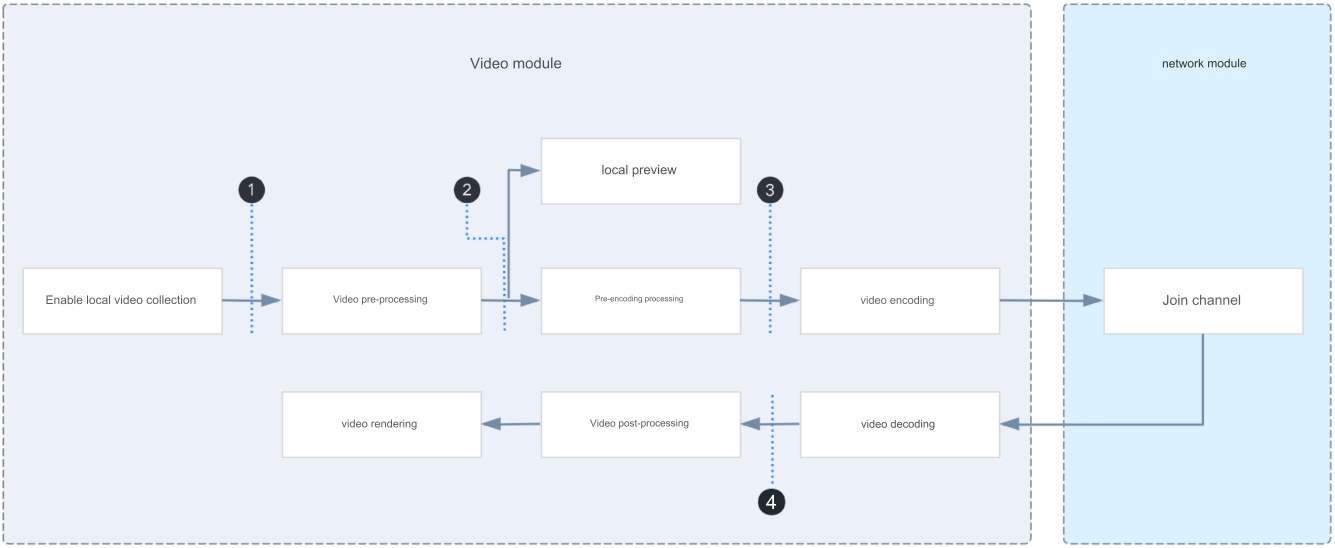 Video module
network module
local preview
1
2
3
Enable local video collection
Video pre-processing
Pre-encoding processing
video encoding
Join channel
video rendering
Video post-processing
video decoding
4